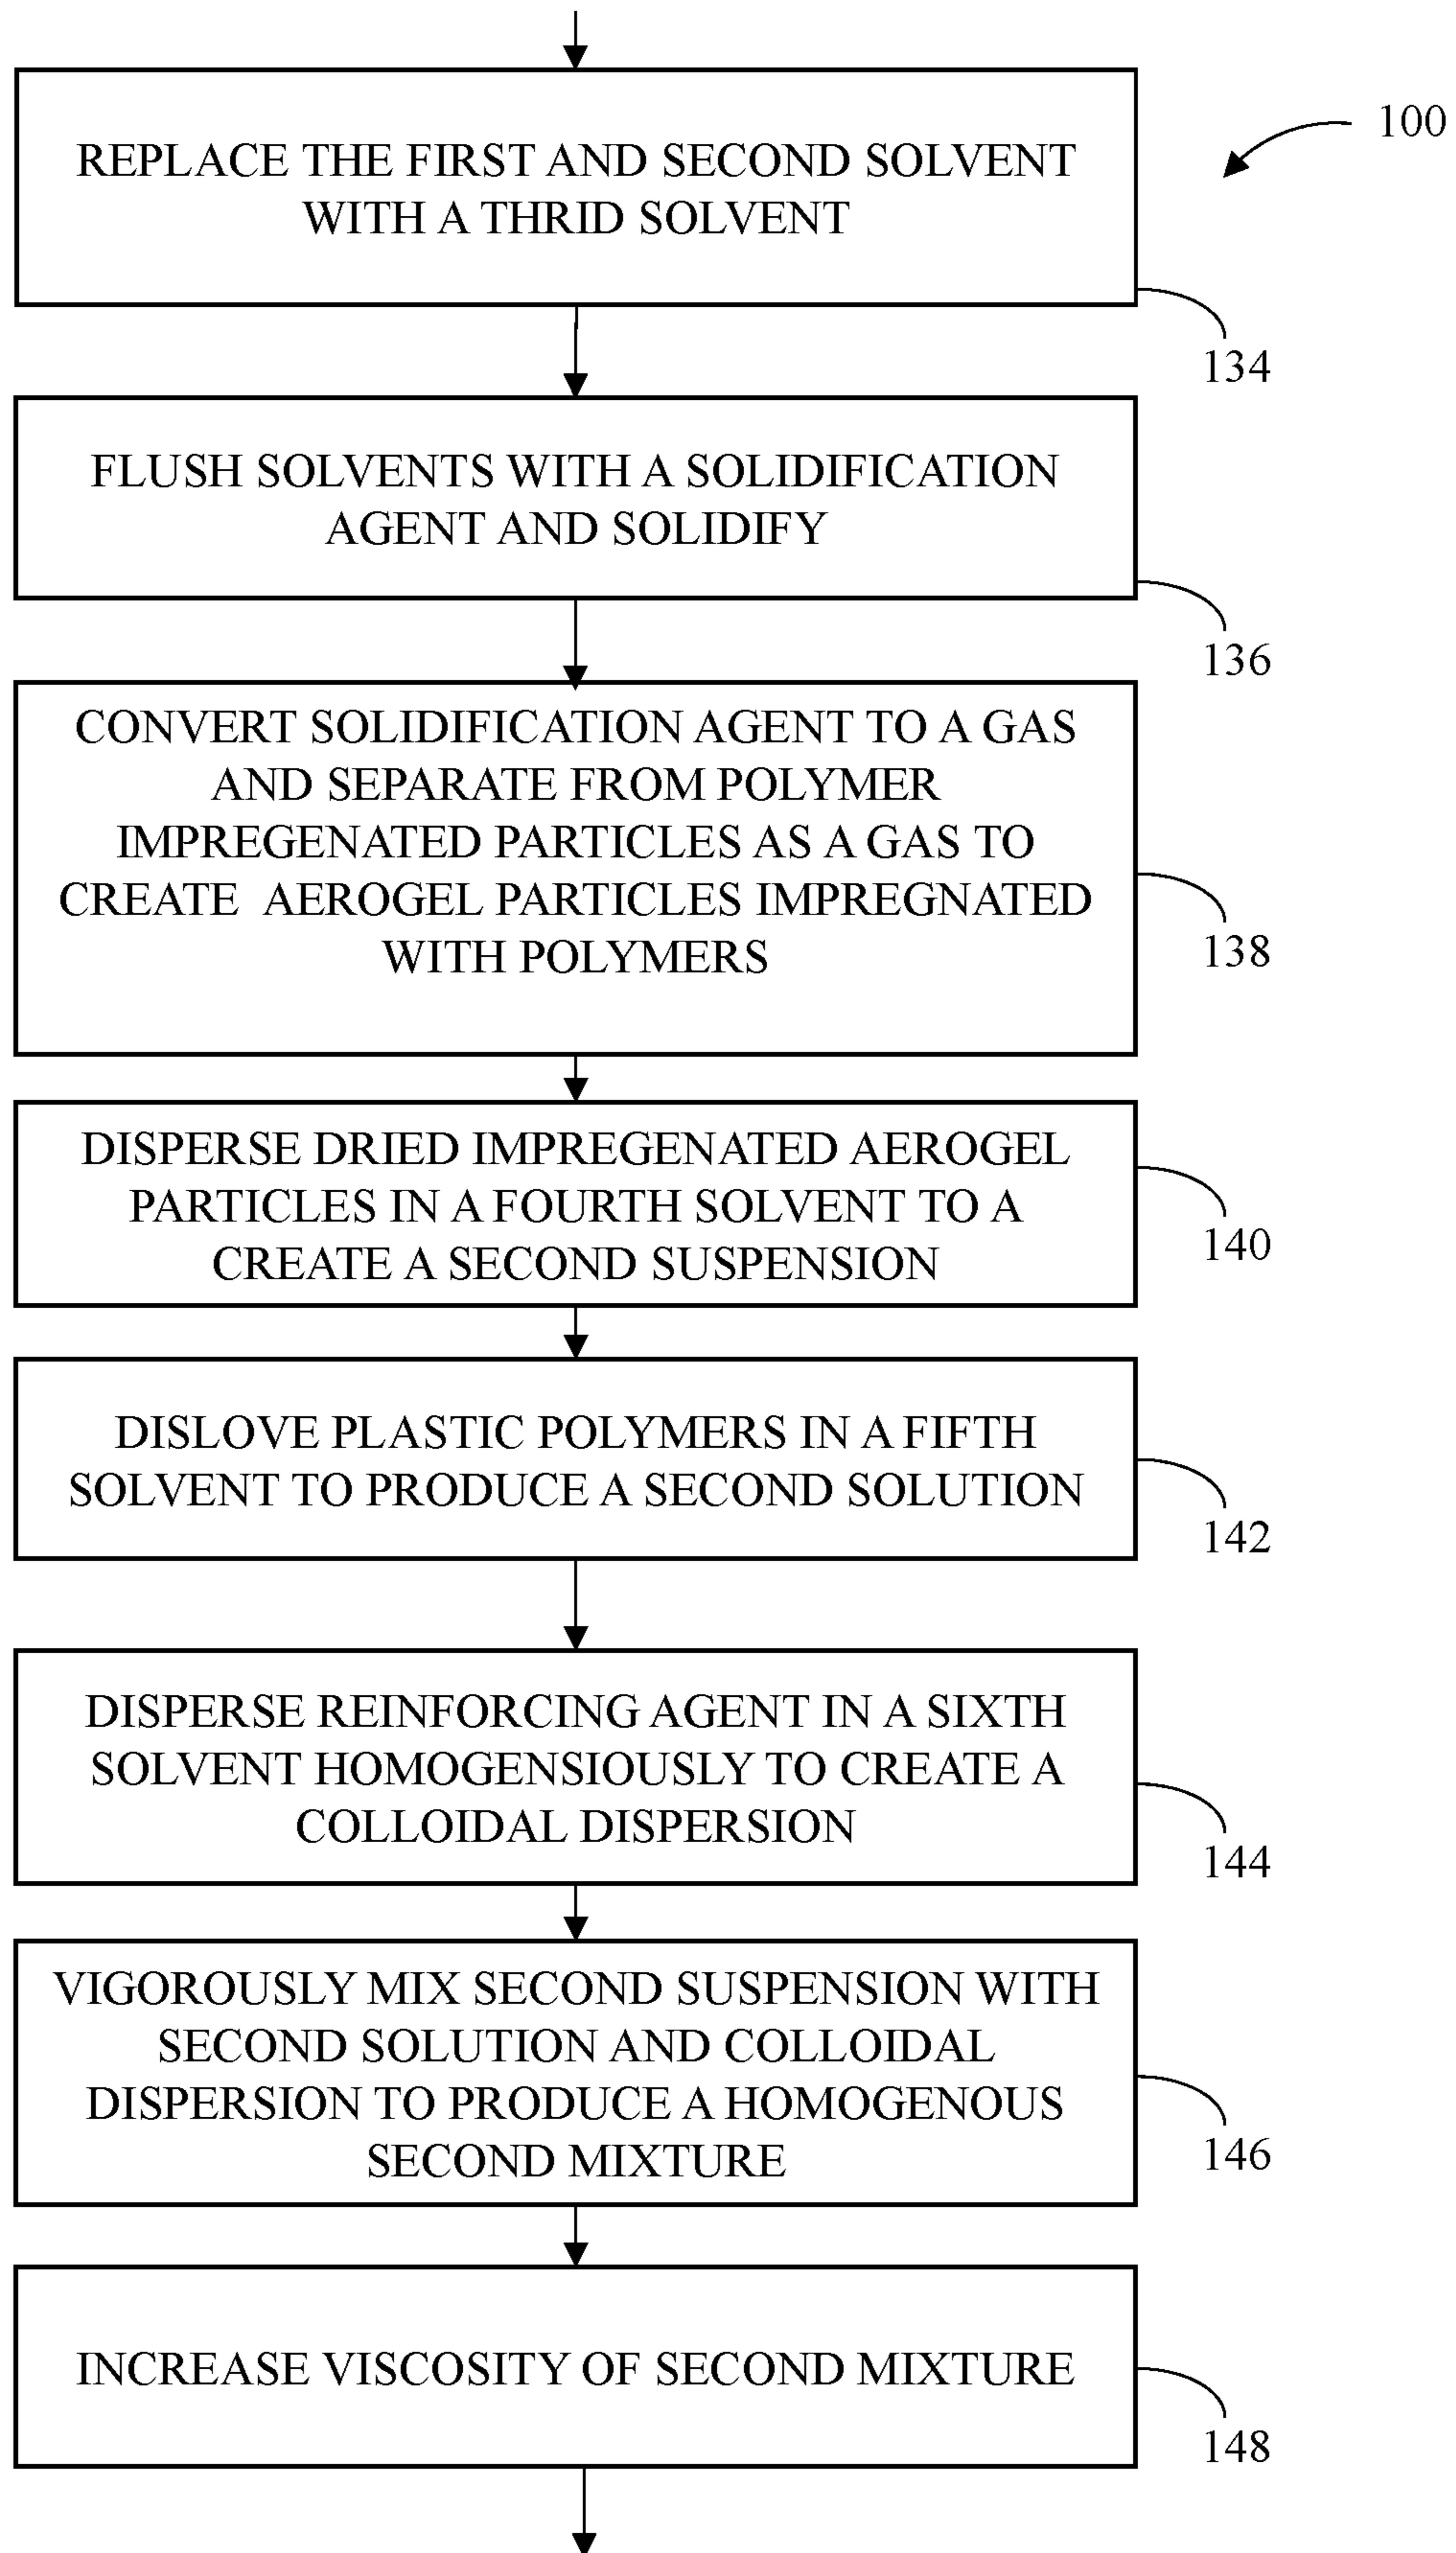 100
REPLACE THE FIRST AND SECOND SOLVENT
WITH A THRID SOLVENT
134
FLUSH SOLVENTS WITH A SOLIDIFICATION
AGENT AND SOLIDIFY
136
CONVERT SOLIDIFICATION AGENT TO A GAS
AND SEPARATE FROM POLYMER
IMPREGENATED PARTICLES AS A GAS TO
CREATE AEROGEL PARTICLES IMPREGNATED
WITH POLYMERS
138
DISPERSE DRIED IMPREGENATED AEROGEL
PARTICLES IN A FOURTH SOLVENT TO A
CREATE A SECOND SUSPENSION
140
DISLOVE PLASTIC POLYMERS IN A FIFTH
SOLVENT TO PRODUCE A SECOND SOLUTION
142
DISPERSE REINFORCING AGENT IN A SIXTH
SOLVENT HOMOGENSIOUSLY TO CREATE A
COLLOIDAL DISPERSION
144
VIGOROUSLY MIX SECOND SUSPENSION WITH
SECOND SOLUTION AND COLLOIDAL
DISPERSION TO PRODUCE A HOMOGENOUS
SECOND MIXTURE
146
INCREASE VISCOSITY OF SECOND MIXTURE
148